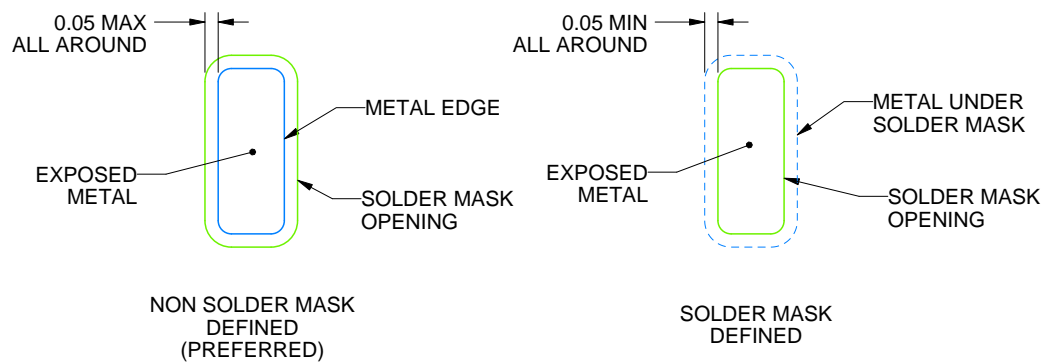 0.05 MAX
ALL AROUND
METAL EDGE
EXPOSED
METAL
SOLDER MASK
OPENING
NON SOLDER MASK
DEFINED
(PREFERRED)
0.05 MIN
ALL AROUND
METAL UNDER
SOLDER MASK
EXPOSED
METAL
SOLDER MASK
OPENING
SOLDER MASK
DEFINED